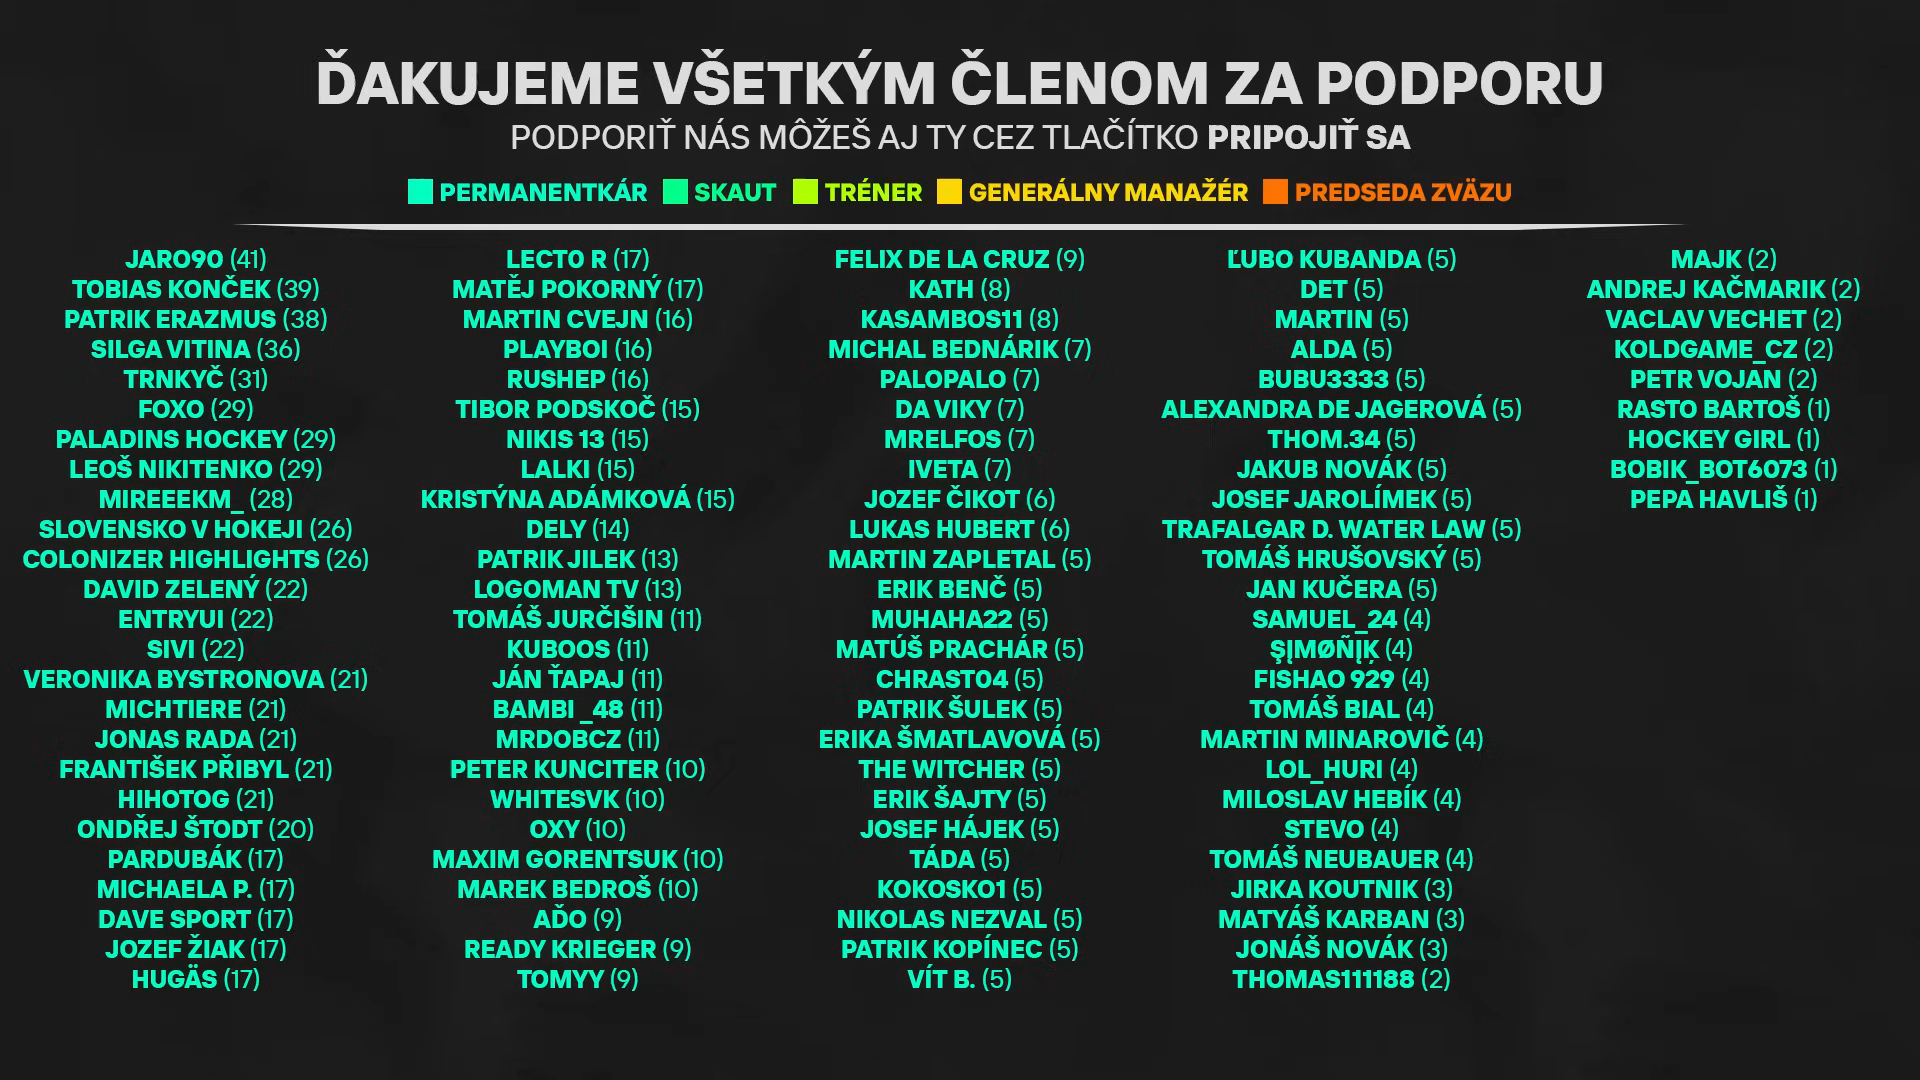 ĎAKUJEME VŠETKÝM ČLENOM ZA PODPORU
PODPORIŤ NÁS MÔŽEŠ AJ TY CEZ TLAČÍTKO PRIPOJIŤ SA
PERMANENTKÁR SKAUT TRÉNER GENERÁLNY MANAŽÉR PREDSEDA ZVÄZU
JARO90 (41)
TOBIAS KONČEK (39)
PATRIK ERAZMUS (38)
SILGA VITINA (36)
TRNKYČ (31)
FOXO (29)
PALADINS HOCKEY (29)
LEOŠ NIKITENKO (29)
MIREEEKM_ (28)
SLOVENSKO V HOKEJI (26)
COLONIZER HIGHLIGHTS (26)
DAVID ZELENÝ (22)
ENTRYUI (22)
SIVI (22)
VERONIKA BYSTRONOVA (21)
MICHTIERE (21)
JONAS RADA (21)
FRANTIŠEK PŘIBYL (21)
HIHOTOG (21)
ONDŘEJ ŠTODT (20)
PARDUBÁK (17)
MICHAELA P. (17)
DAVE SPORT (17)
JOZEF ŽIAK (17)
HUGÄS (17)
LECTO R (17)
MATĚJ POKORNÝ (17)
MARTIN CVEJN (16)
PLAYBOI (16)
RUSHEP (16)
TIBOR PODSKOČ (15)
NIKIS 13 (15)
LALKI (15)
KRISTÝNA ADÁMKOVÁ (15)
DELY (14)
PATRIK JILEK (13)
LOGOMAN TV (13)
TOMÁŠ JURČIŠIN (11)
KUBOOS (11)
JÁN ŤAPAJ (11)
BAMBI _48 (11)
MRDOBCZ (11)
PETER KUNCITER (10)
WHITESVK (10)
OXY (10)
MAXIM GORENTSUK (10)
MAREK BEDROŠ (10)
AĎO (9)
READY KRIEGER (9)
TOMYY (9)
FELIX DE LA CRUZ (9)
KATH (8)
KASAMBOS11 (8)
MICHAL BEDNÁRIK (7)
PALOPALO (7)
DA VIKY (7)
MRELFOS (7)
IVETA (7)
JOZEF ČIKOT (6)
LUKAS HUBERT (6)
MARTIN ZAPLETAL (5)
ERIK BENČ (5)
MUHAHA22 (5)
MATÚŠ PRACHÁR (5)
CHRAST04 (5)
PATRIK ŠULEK (5)
ERIKA ŠMATLAVOVÁ (5)
THE WITCHER (5)
ERIK ŠAJTY (5)
JOSEF HÁJEK (5)
TÁDA (5)
KOKOSKO1 (5)
NIKOLAS NEZVAL (5)
PATRIK KOPÍNEC (5)
VÍT B. (5)
ĽUBO KUBANDA (5)
DET (5)
MARTIN (5)
ALDA (5)
BUBU3333 (5)
ALEXANDRA DE JAGEROVÁ (5)
THOM.34 (5)
JAKUB NOVÁK (5)
JOSEF JAROLÍMEK (5)
TRAFALGAR D. WATER LAW (5)
TOMÁŠ HRUŠOVSKÝ (5)
JAN KUČERA (5)
SAMUEL_24 (4)
ŞĮMØÑĮĶ (4)
FISHAO 929 (4)
TOMÁŠ BIAL (4)
MARTIN MINAROVIČ (4)
LOL_HURI (4)
MILOSLAV HEBÍK (4)
STEVO (4)
TOMÁŠ NEUBAUER (4)
JIRKA KOUTNIK (3)
MATYÁŠ KARBAN (3)
JONÁŠ NOVÁK (3)
THOMAS111188 (2)
MAJK (2)
ANDREJ KAČMARIK (2)
VACLAV VECHET (2)
KOLDGAME_CZ (2)
PETR VOJAN (2)
RASTO BARTOŠ (1)
HOCKEY GIRL (1)
BOBIK_BOT6073 (1)
PEPA HAVLIŠ (1)